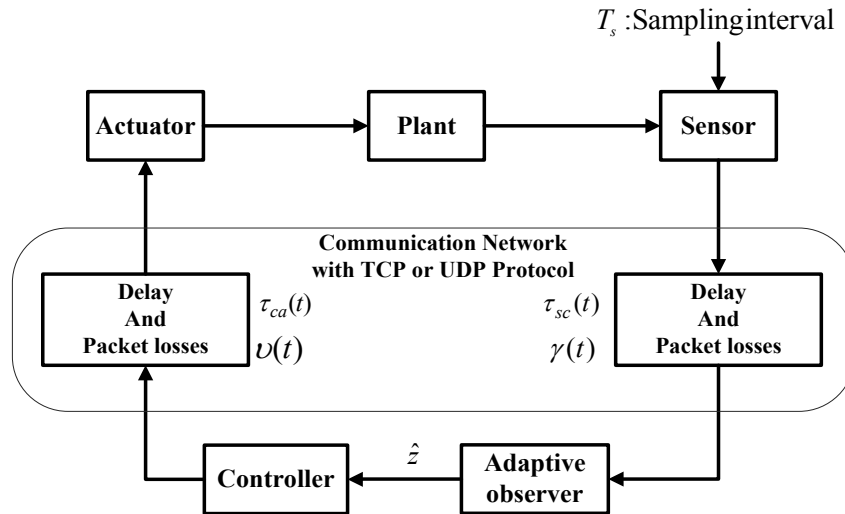 T_s :Samplinginterval
Actuator
Plant
Sensor
Communication Network
with TCP or UDP Protocol
Delay
And
Packet losses
τ_ca(t)
υ(t)
τ_sc(t)
γ(t)
Delay
And
Packet losses
Controller
ẑ
Adaptive
observer